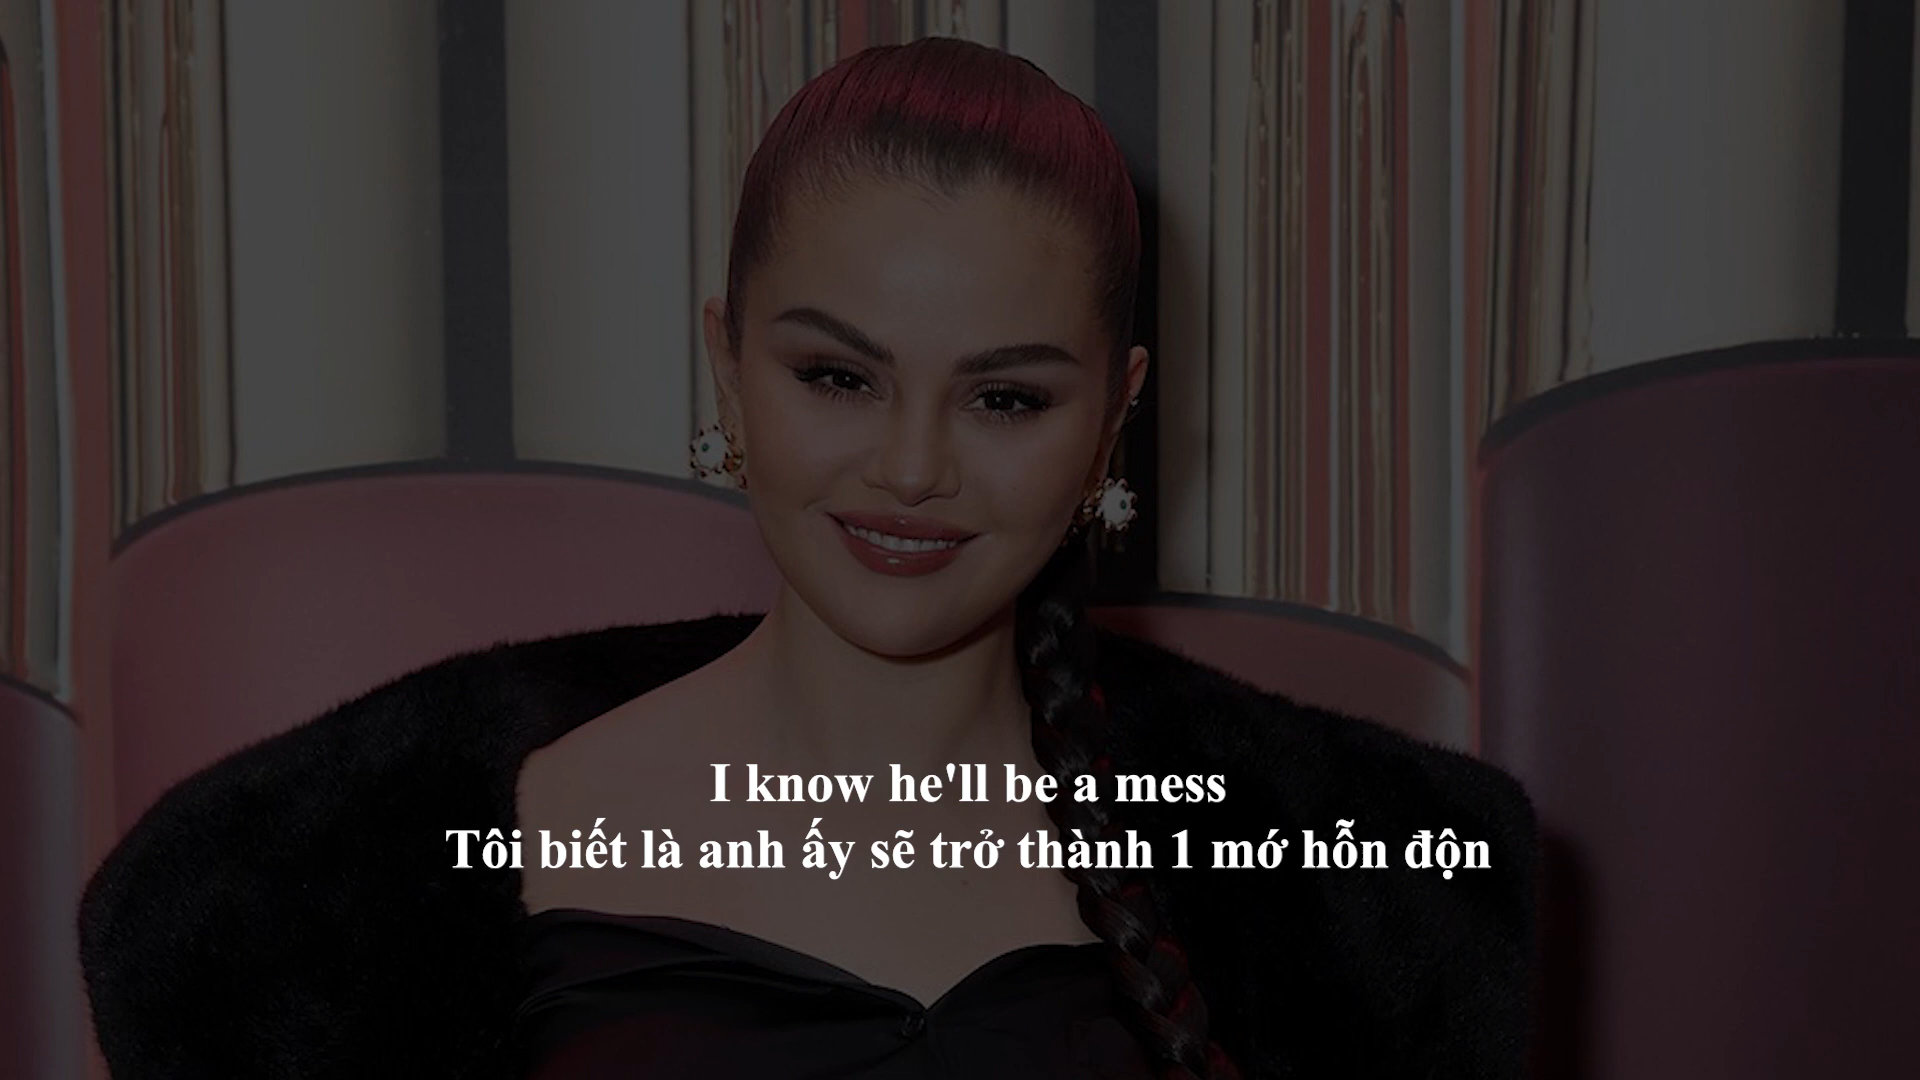 I know he'll be a mess
Tôi biết là anh ấy sẽ trở thành 1 mớ hỗn độn